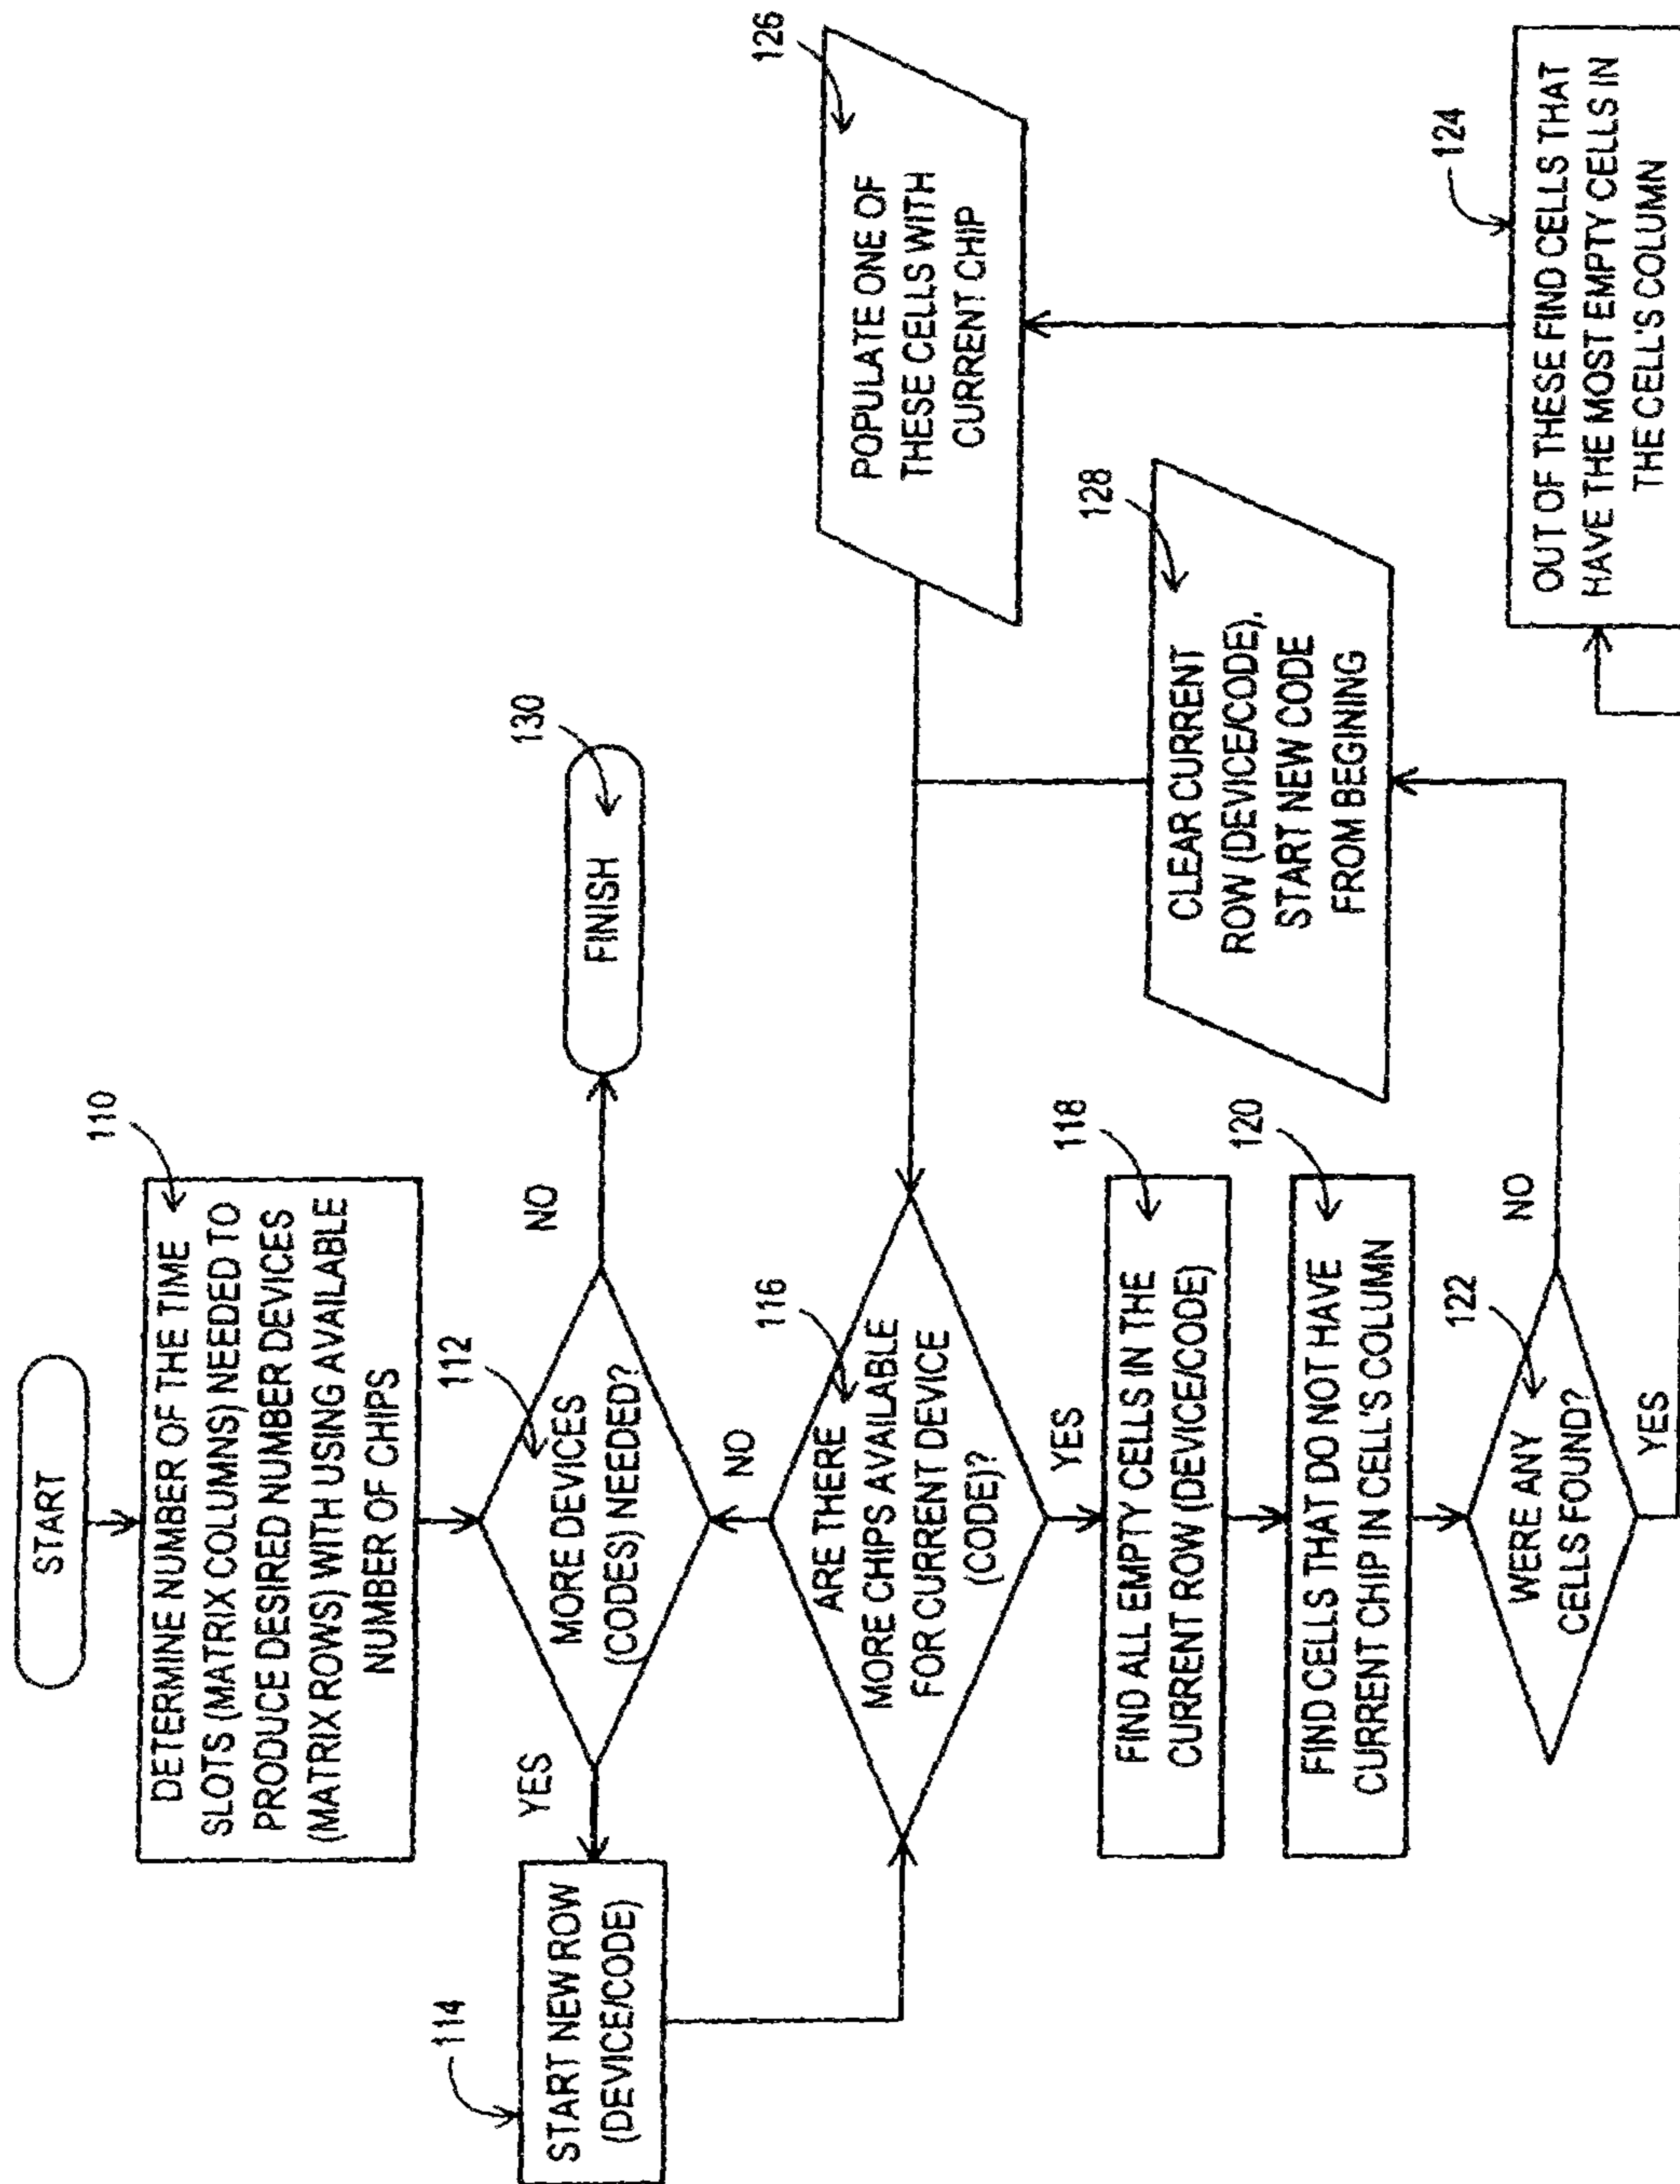 START
110
DETERMINE NUMBER OF THE TIME
SLOTS (MATRIX COLUMNS) NEEDED TO
PRODUCE DESIRED NUMBER DEVICES
(MATRIX ROWS) WITH USING AVAILABLE
NUMBER OF CHIPS
112
MORE DEVICES
(CODES) NEEDED?
YES
NO
130
FINISH
114
START NEW ROW
(DEVICE/CODE)
116
ARE THERE
MORE CHIPS AVAILABLE
FOR CURRENT DEVICE
(CODE)?
NO
YES
118
FIND ALL EMPTY CELLS IN THE
CURRENT ROW (DEVICE/CODE)
120
FIND CELLS THAT DO NOT HAVE
CURRENT CHIP IN CELL'S COLUMN
122
WERE ANY
CELLS FOUND?
NO
YES
128
CLEAR CURRENT
ROW (DEVICE/CODE),
START NEW CODE
FROM BEGINING
126
POPULATE ONE OF
THESE CELLS WITH
CURRENT CHIP
124
OUT OF THESE FIND CELLS THAT
HAVE THE MOST EMPTY CELLS IN
THE CELL'S COLUMN